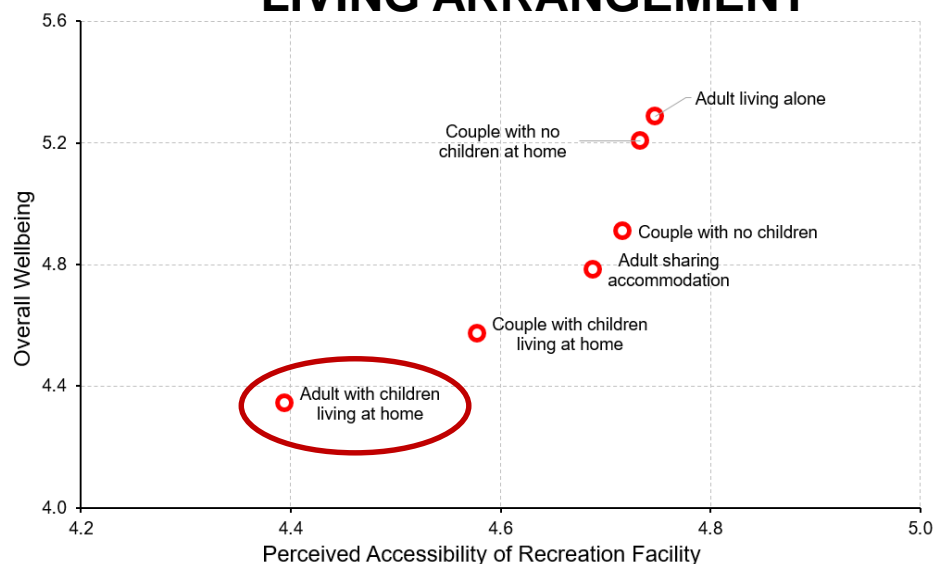 LIVING ARRANGEMENT
5.6
Adult living alone
Couple with no
children at home
5.2
Couple with no children
Adult sharing
accommodation
4.8
Overall Wellbeing
Couple with children
living at home
4.4
Adult with children
living at home
4.0
4.2 4.4 4.6 4.8 5.0
Perceived Accessibility of Recreation Facility